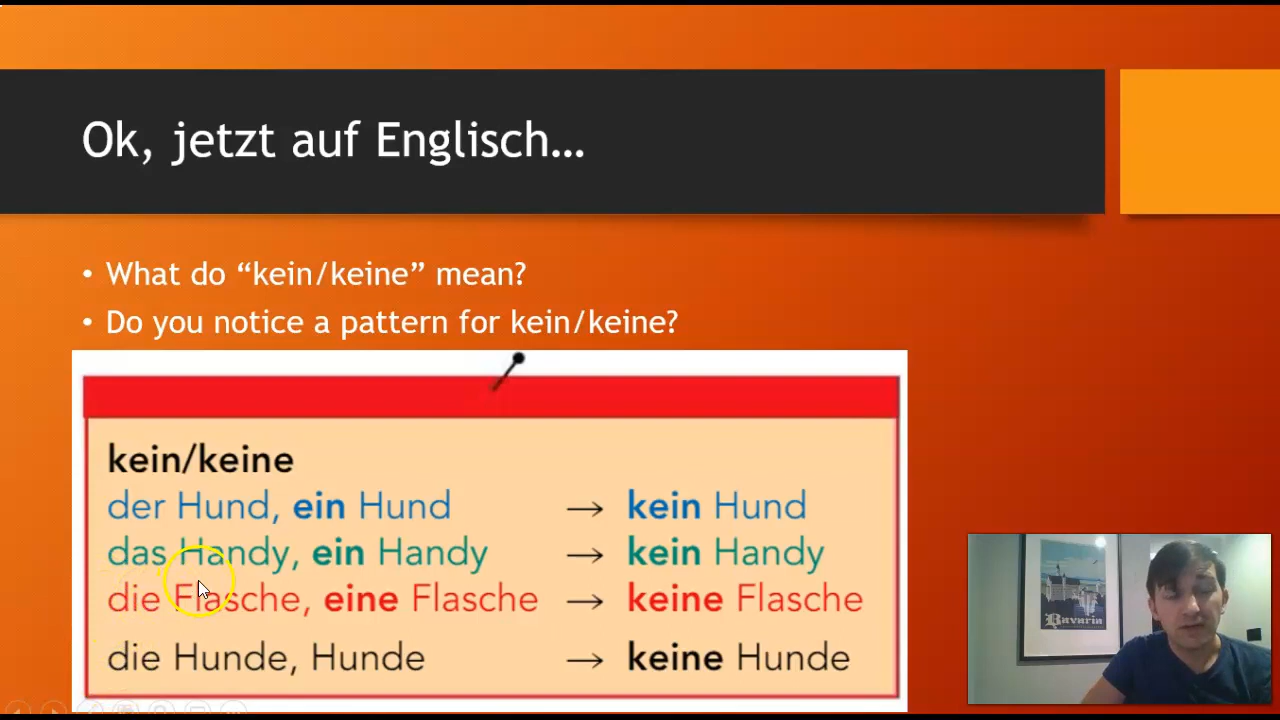 Ok, jetzt auf Englisch...
• What do “kein/keine” mean?
• Do you notice a pattern for kein/keine?
kein/keine
der Hund, ein Hund → kein Hund
das Handy, ein Handy → kein Handy
die Flasche, eine Flasche → keine Flasche
die Hunde, Hunde → keine Hunde
Bavaria